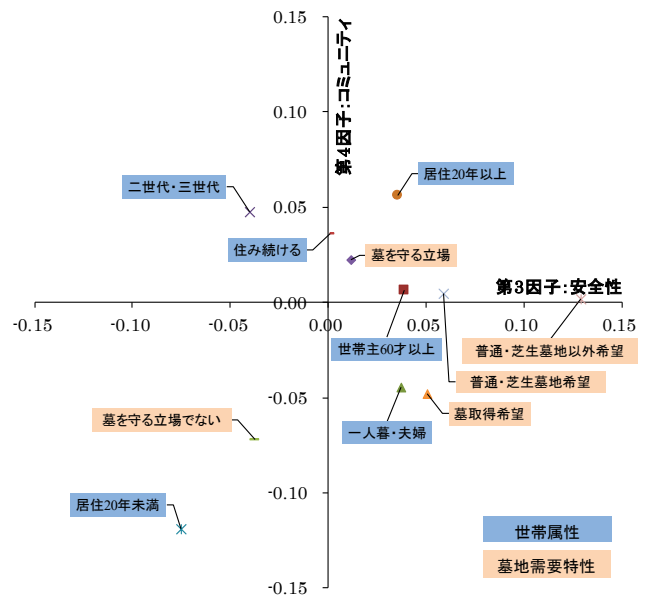 0.15
第4因子：コミュニティ
0.10
二世代・三世代
居住20年以上
0.05
住み続ける
墓を守る立場
第3因子：安全性
0.00
-0.15
-0.10
-0.05
0.00
0.05
0.10
0.15
世帯主60才以上
普通・芝生墓地以外希望
普通・芝生墓地希望
-0.05
墓を守る立場でない
墓取得希望
一人暮・夫婦
-0.10
居住20年未満
世帯属性
墓地需要特性
-0.15